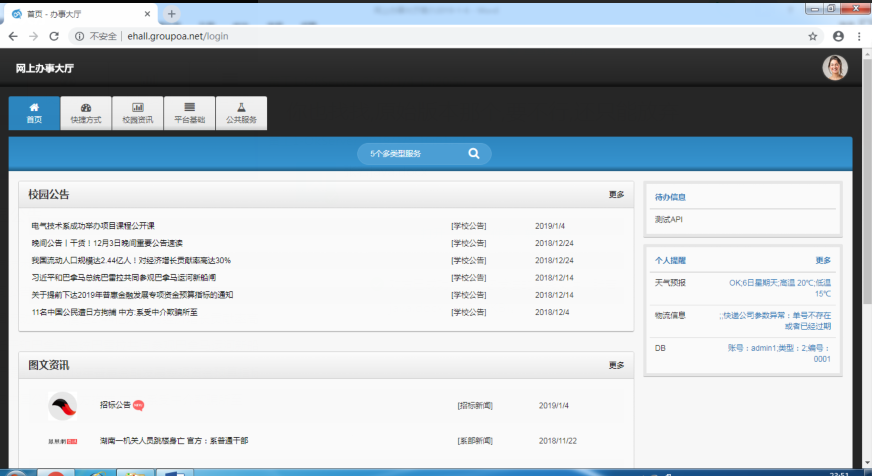 首页 - 办事大厅
不安全 ehall.groupoa.net/login
网上办事大厅
首页 快捷方式 校园资讯 平台基础 公共服务
5个多类型服务
校园公告 更多
电气技术系成功举办项目课程公开课 [学校公告] 2019/1/4
晚间公告丨干货!12月3日晚间重要公告速读 [学校公告] 2018/12/24
我国流动人口规模达2.44亿人!对经济增长贡献率高达30% [学校公告] 2018/12/24
习近平和巴拿马总统巴雷拉共同参观巴拿马运河新船闸 [学校公告] 2018/12/14
关于提前下达2019年普惠金融发展专项资金预算指标的通知 [学校公告] 2018/12/14
11名中国公民遭日方拘捕 中方:系受中介欺骗所至 [学校公告] 2018/12/4
图文资讯 更多
招标公告 [招标新闻] 2019/1/4
湖南一机关人员跳楼身亡 官方:系普通干部 [系部新闻] 2018/11/22
待办信息
测试API
个人提醒 更多
天气预报 OK;6日星期天;高温 20℃;低温
15℃
物流信息 ;;快递公司参数异常:单号不存在
或者已经过期
DB 账号:admin1;类型:2;编号:
0001
23:51